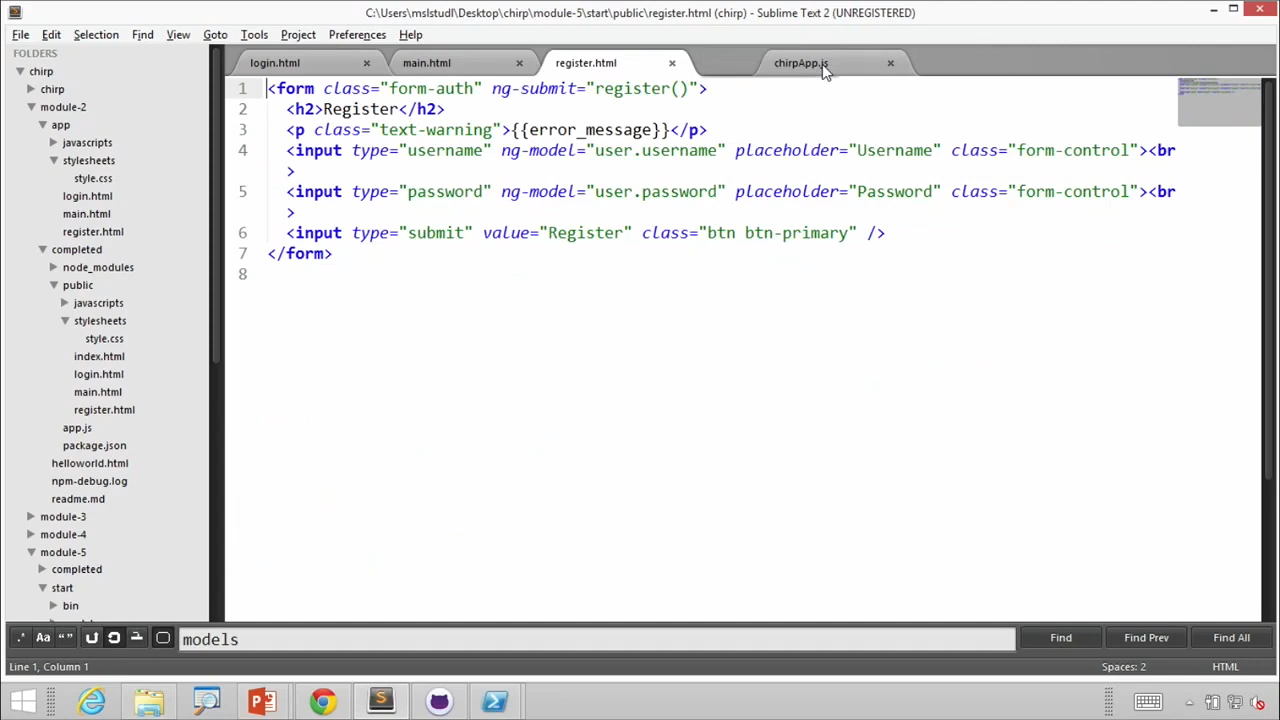 C:\Users\mslstudl\Desktop\chirp\module-5\start\public\register.html (chirp) - Sublime Text 2 (UNREGISTERED)
File Edit Selection Find View Goto Tools Project Preferences Help
FOLDERS
chirp
chirp
module-2
app
javascripts
stylesheets
style.css
login.html
main.html
register.html
completed
node_modules
public
javascripts
stylesheets
style.css
index.html
login.html
main.html
register.html
app.js
package.json
helloworld.html
npm-debug.log
readme.md
module-3
module-4
module-5
completed
start
bin
login.html main.html register.html chirpApp.js
1 <form class="form-auth" ng-submit="register()">
2 <h2>Register</h2>
3 <p class="text-warning">{{error_message}}</p>
4 <input type="username" ng-model="user.username" placeholder="Username" class="form-control"><br
>
5 <input type="password" ng-model="user.password" placeholder="Password" class="form-control"><br
>
6 <input type="submit" value="Register" class="btn btn-primary" />
7 </form>
8
.* Aa “” models Find Find Prev Find All
Line 1, Column 1 Spaces: 2 HTML